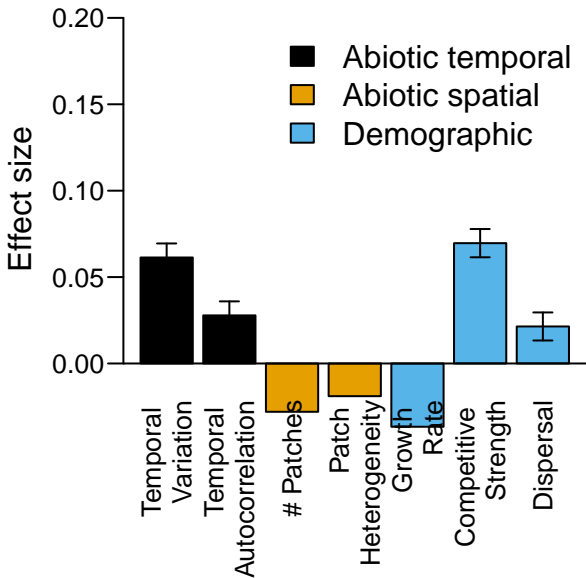 0.20
0.15
0.10
0.05
0.00
Effect size
Abiotic temporal
Abiotic spatial
Demographic
Temporal
Variation
Temporal
Autocorrelation
# Patches
Patch
Heterogeneity
Growth
Rate
Competitive
Strength
Dispersal